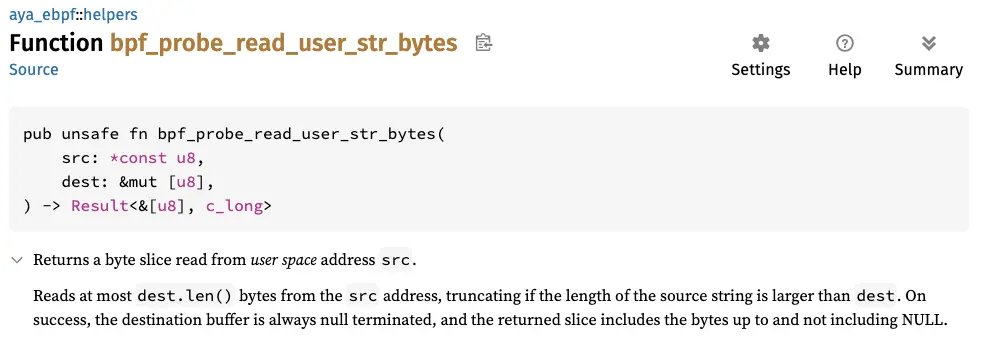 aya_ebpf::helpers
Function bpf_probe_read_user_str_bytes
Source
Settings
Help
Summary
pub unsafe fn bpf_probe_read_user_str_bytes(
    src: *const u8,
    dest: &mut [u8],
) -> Result<&[u8], c_long>
Returns a byte slice read from user space address src.
Reads at most dest.len() bytes from the src address, truncating if the length of the source string is larger than dest. On
success, the destination buffer is always null terminated, and the returned slice includes the bytes up to and not including NULL.